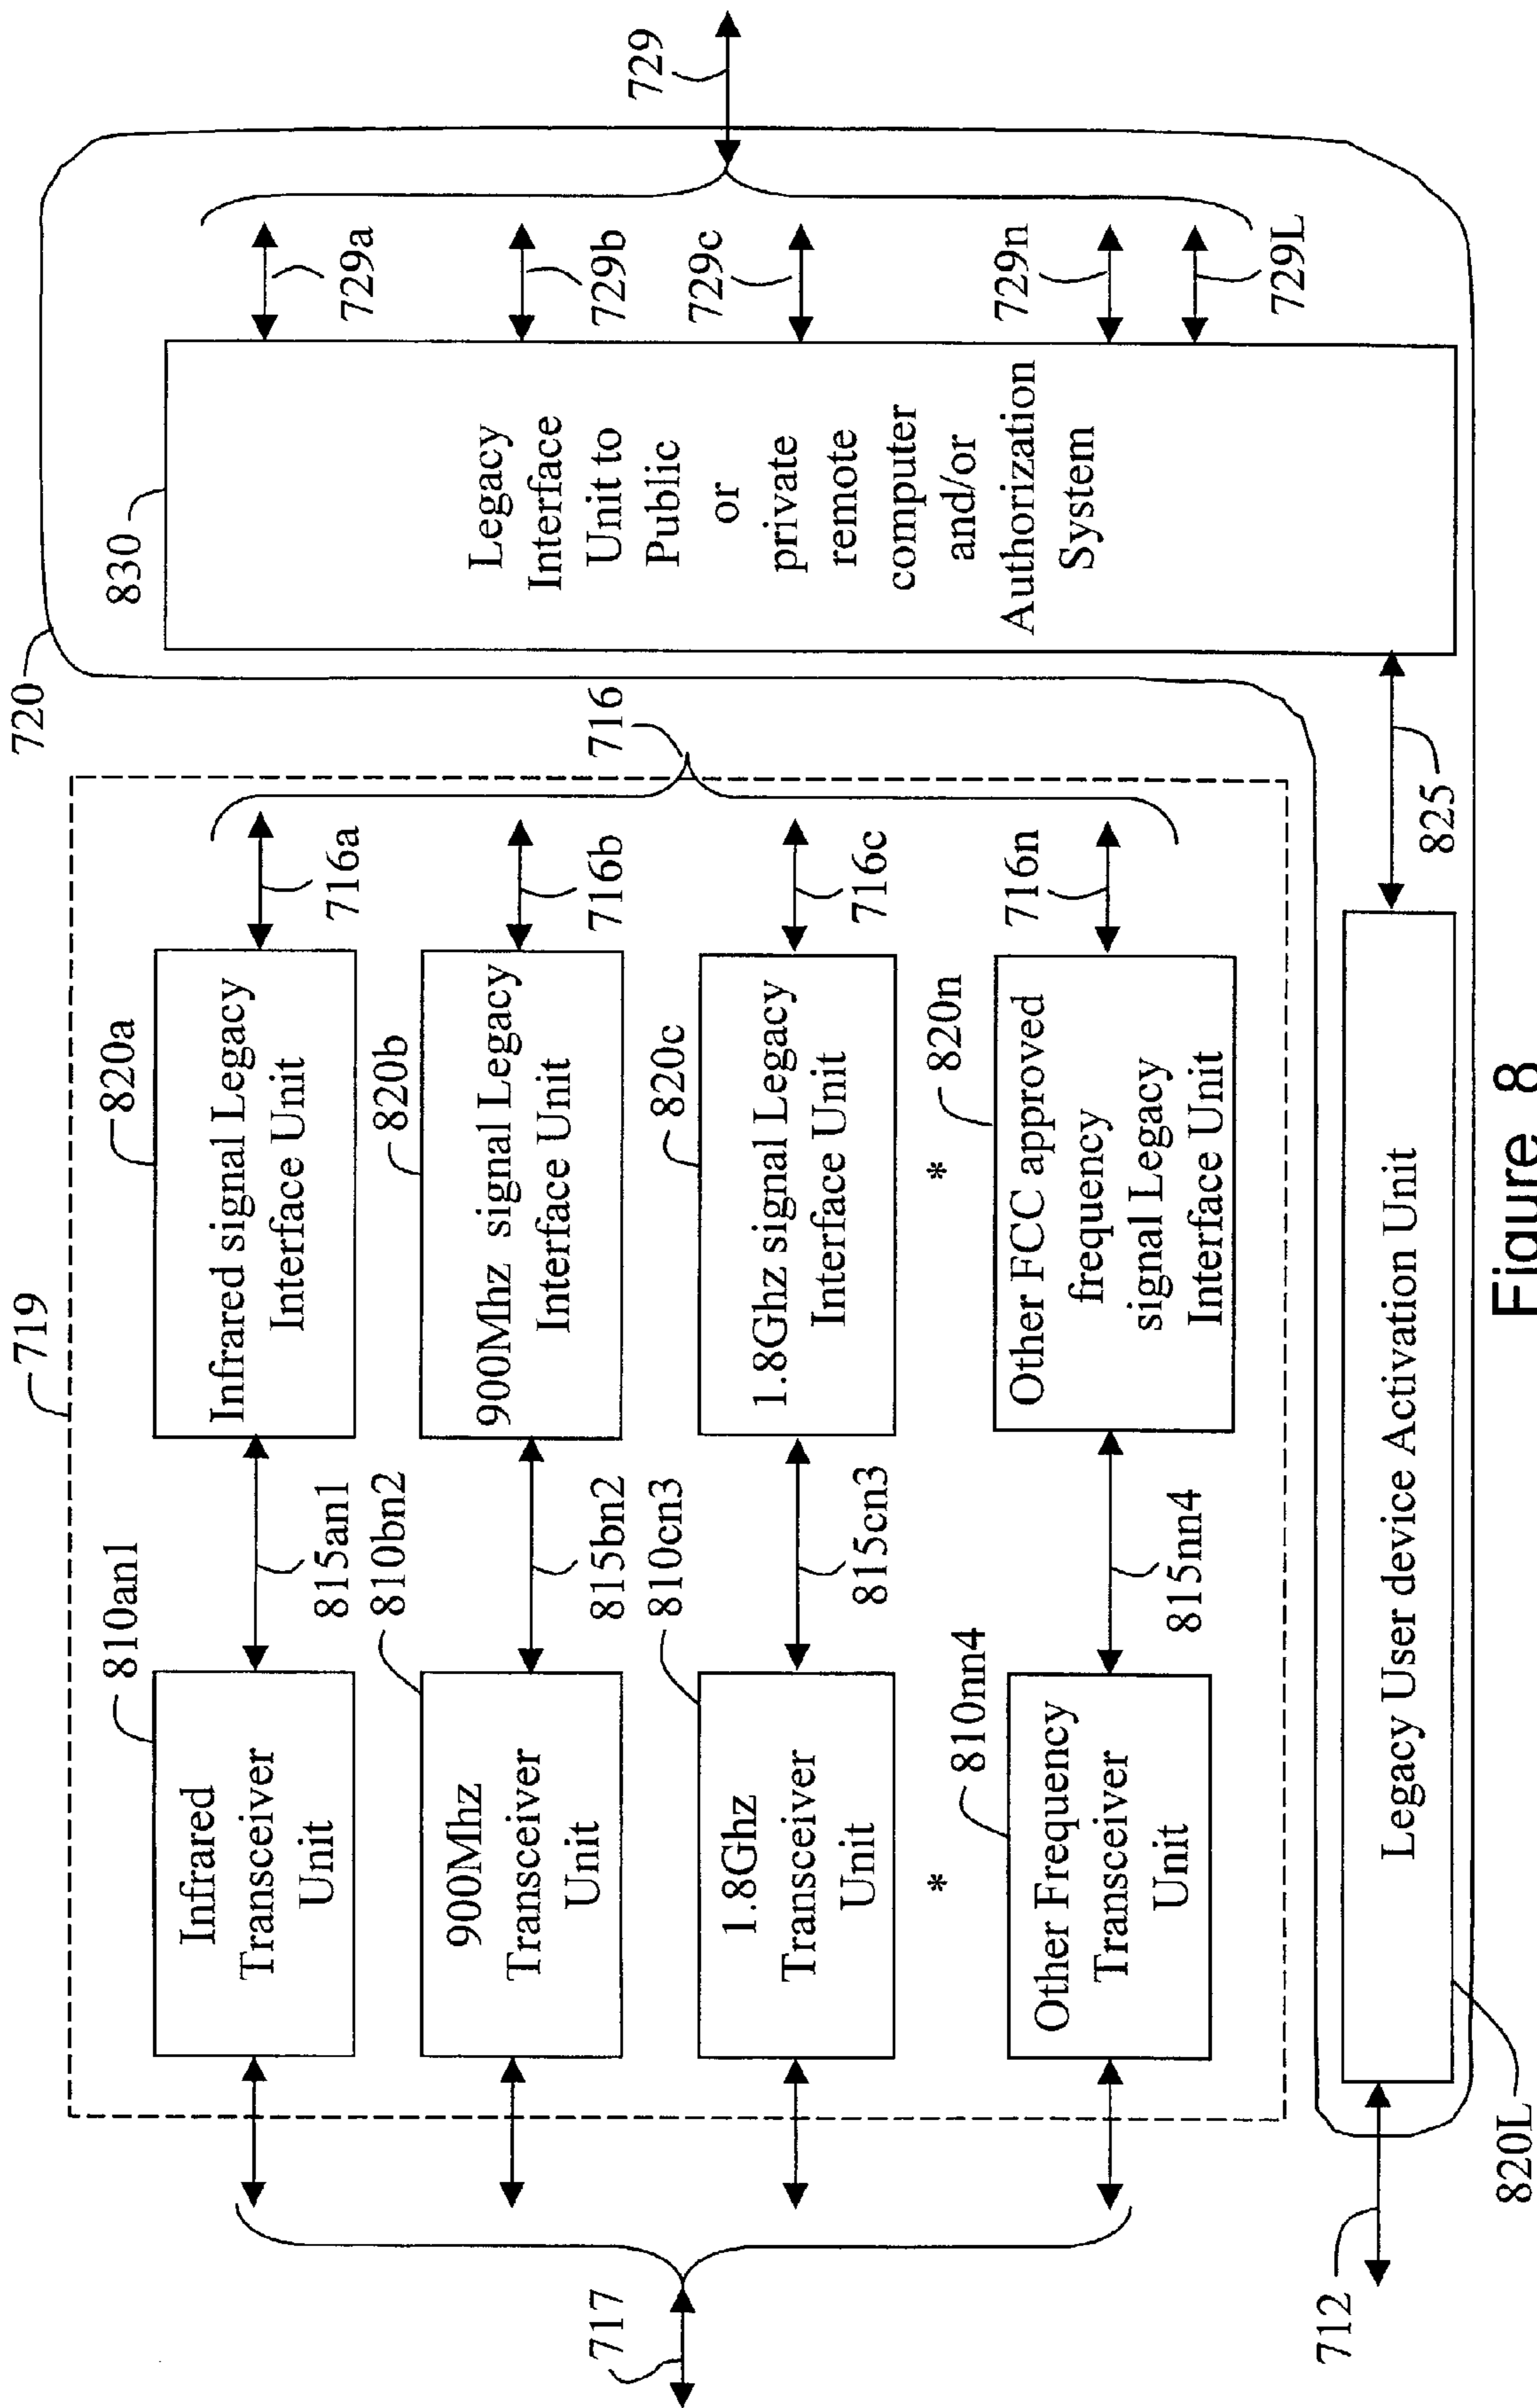 720
830
729
719
716
810an1
820a
Infrared
Transceiver
Unit
815an1
Infrared signal Legacy
Interface Unit
716a
729a
810bn2
820b
900Mhz
Transceiver
Unit
815bn2
900Mhz signal Legacy
Interface Unit
716b
729b
717
810cn3
820c
1.8Ghz
Transceiver
Unit
815cn3
1.8Ghz signal Legacy
Interface Unit
716c
729c
*
*
810nn4
820n
Other Frequency
Transceiver
Unit
815nn4
Other FCC approved
frequency
signal Legacy
Interface Unit
716n
729n
729L
Legacy
Interface
Unit to
Public
or
private
remote
computer
and/or
Authorization
System
712
Legacy User device Activation Unit
825
820L
Figure 8